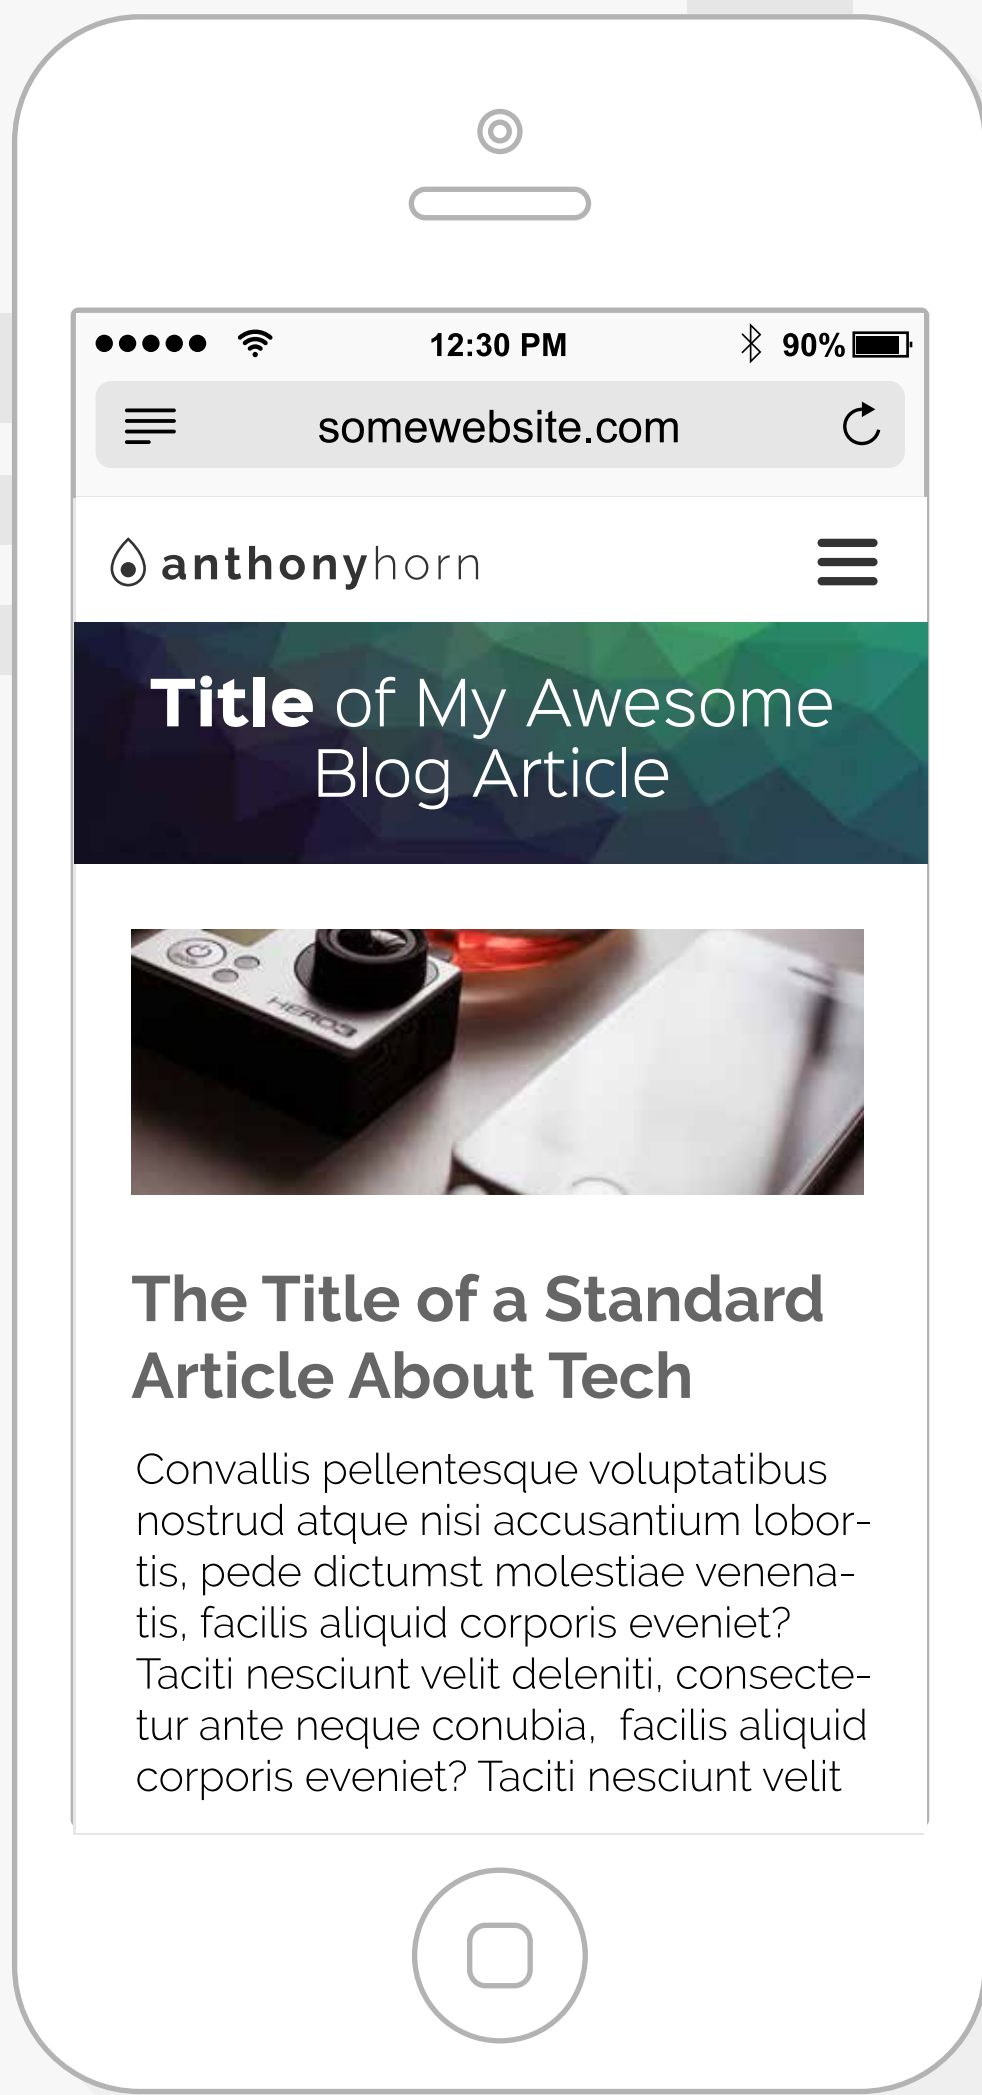 12:30 PM 90%
somewebsite.com
anthonyhorn
Title of My Awesome
Blog Article
HERO3
The Title of a Standard
Article About Tech
Convallis pellentesque voluptatibus
nostrud atque nisi accusantium lobor-
tis, pede dictumst molestiae venena-
tis, facilis aliquid corporis eveniet?
Taciti nesciunt velit deleniti, consecte-
tur ante neque conubia,  facilis aliquid
corporis eveniet? Taciti nesciunt velit